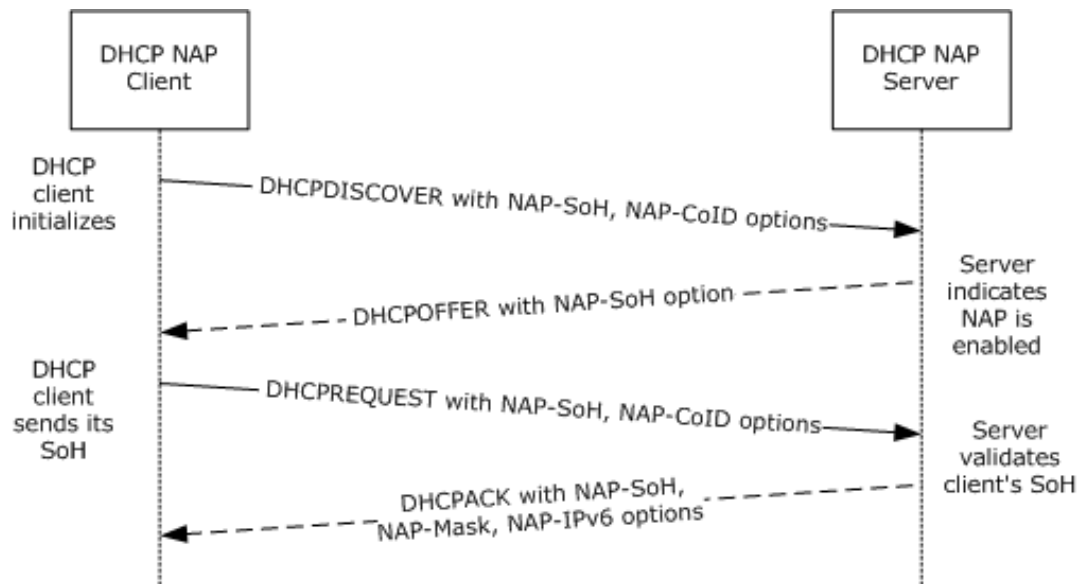 DHCP NAP
Client
DHCP NAP
Server
DHCP
client
initializes
DHCPDISCOVER with NAP-SoH, NAP-CoID options
Server
indicates
NAP is
enabled
DHCPOFFER with NAP-SoH option
DHCP
client
sends its
SoH
DHCPREQUEST with NAP-SoH, NAP-CoID options
Server
validates
client's SoH
DHCPACK with NAP-SoH,
NAP-Mask, NAP-IPv6 options